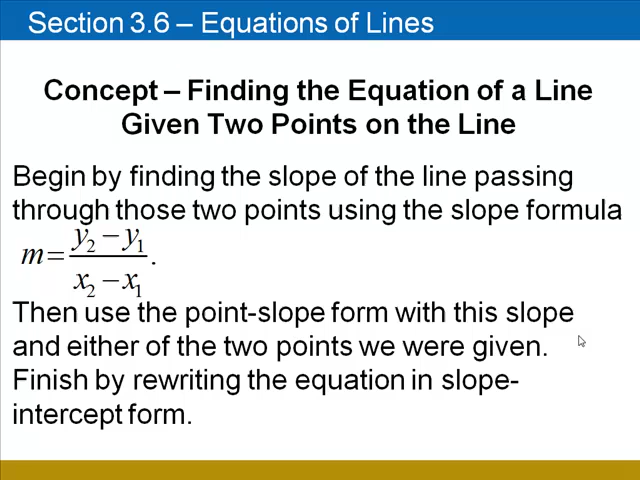 Section 3.6 – Equations of Lines
Concept – Finding the Equation of a Line
Given Two Points on the Line
Begin by finding the slope of the line passing
through those two points using the slope formula
m = (y₂ − y₁)/(x₂ − x₁).
Then use the point-slope form with this slope
and either of the two points we were given.
Finish by rewriting the equation in slope-
intercept form.